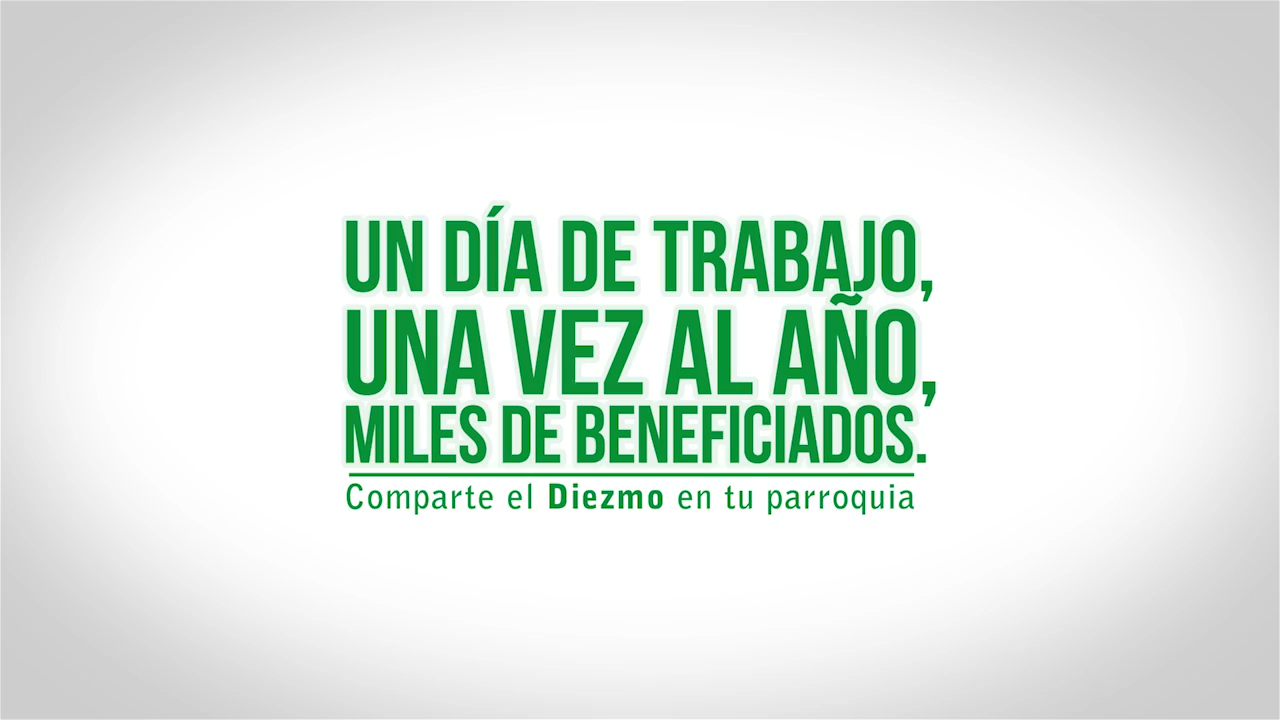 UN DÍA DE TRABAJO,
UNA VEZ AL AÑO,
MILES DE BENEFICIADOS.
Comparte el Diezmo en tu parroquia